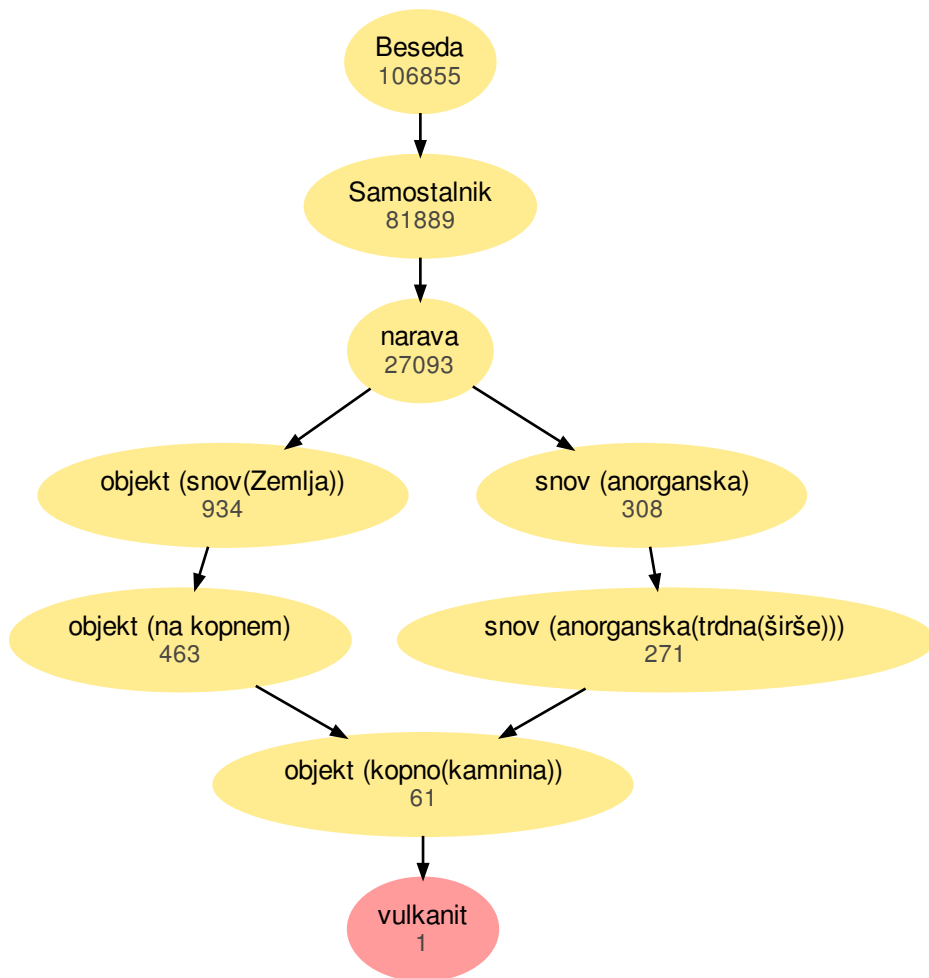 Beseda
106855
Samostalnik
81889
narava
27093
objekt (snov(Zemlja))
934
snov (anorganska)
308
objekt (na kopnem)
463
snov (anorganska(trdna(širše)))
271
objekt (kopno(kamnina))
61
vulkanit
1